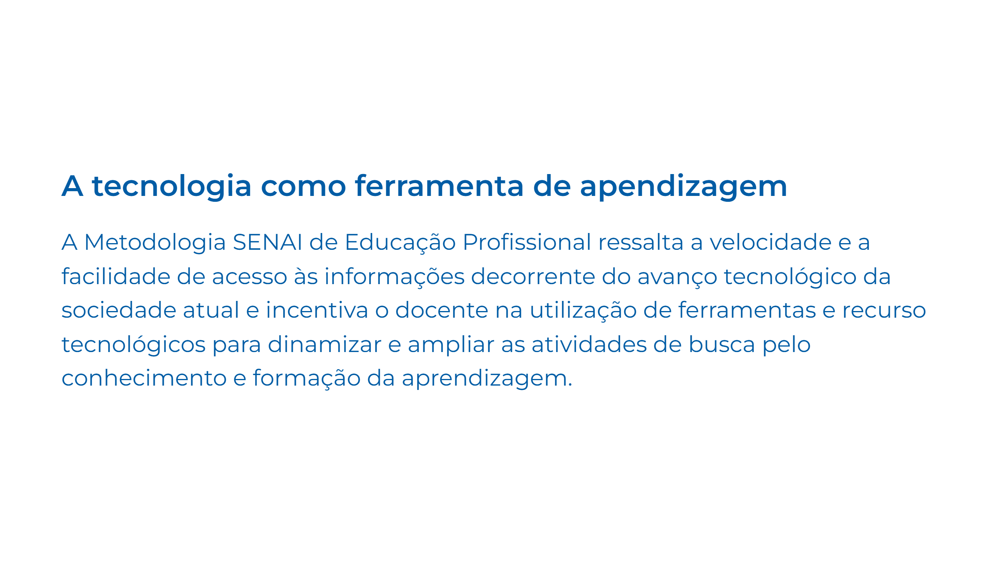 A tecnologia como ferramenta de apendizagem
A Metodologia SENAI de Educação Profissional ressalta a velocidade e a
facilidade de acesso às informações decorrente do avanço tecnológico da
sociedade atual e incentiva o docente na utilização de ferramentas e recurso
tecnológicos para dinamizar e ampliar as atividades de busca pelo
conhecimento e formação da aprendizagem.